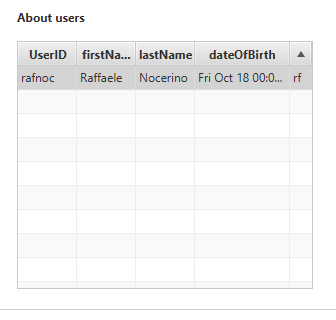 About users
UserID firstNa... lastName dateOfBirth
rafnoc Raffaele Nocerino Fri Oct 18 00:0... rf